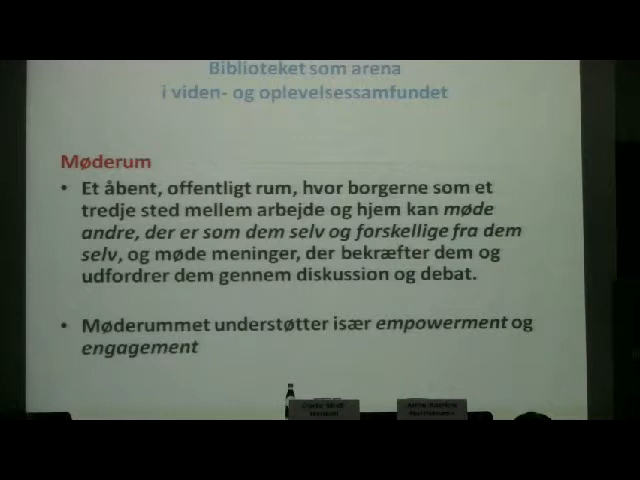 Biblioteket som arena
i viden- og oplevelsessamfundet
Møderum
• Et åbent, offentligt rum, hvor borgerne som et
tredje sted mellem arbejde og hjem kan møde
andre, der er som dem selv og forskellige fra dem
selv, og møde meninger, der bekræfter dem og
udfordrer dem gennem diskussion og debat.
• Møderummet understøtter især empowerment og
engagement